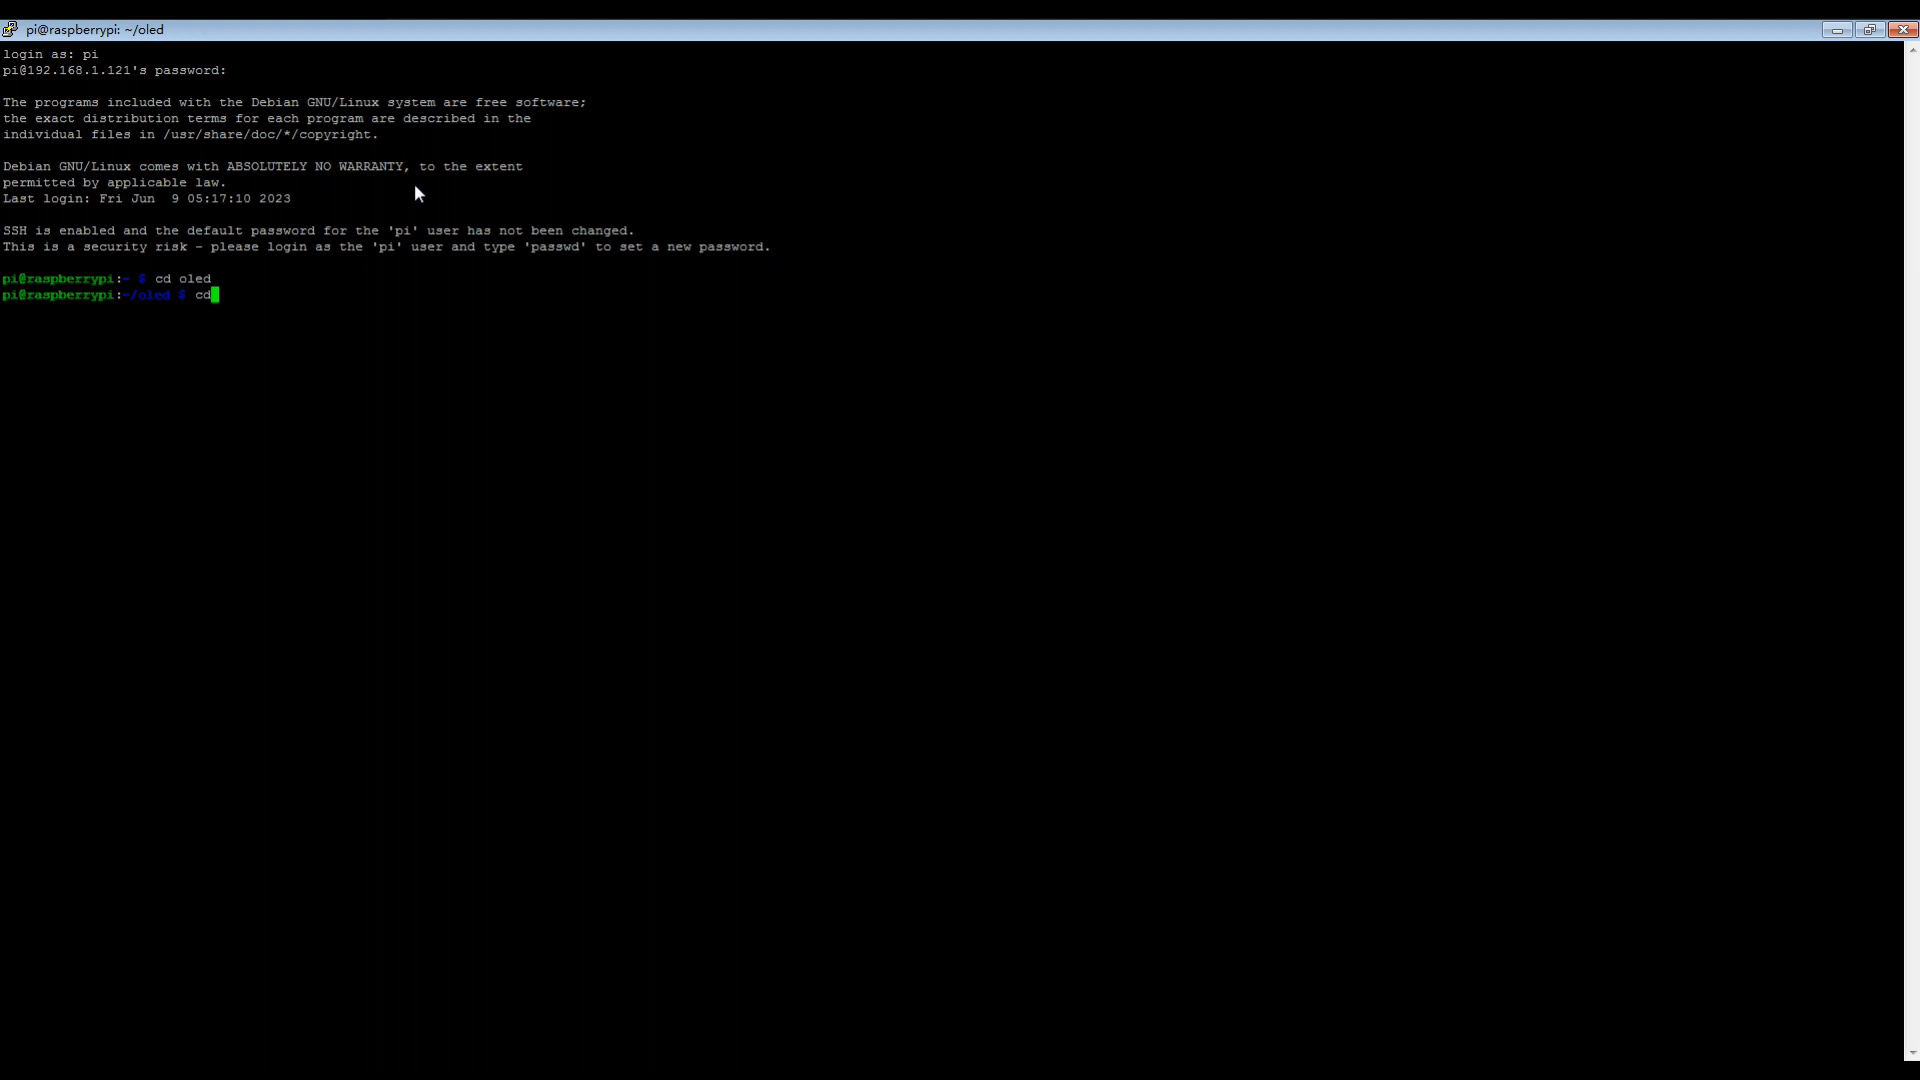 pi@raspberrypi: ~/oled
login as: pi
pi@192.168.1.121's password:
The programs included with the Debian GNU/Linux system are free software;
the exact distribution terms for each program are described in the
individual files in /usr/share/doc/*/copyright.
Debian GNU/Linux comes with ABSOLUTELY NO WARRANTY, to the extent
permitted by applicable law.
Last login: Fri Jun  9 05:17:10 2023
SSH is enabled and the default password for the 'pi' user has not been changed.
This is a security risk - please login as the 'pi' user and type 'passwd' to set a new password.
pi@raspberrypi:~ $ cd oled
pi@raspberrypi:~/oled $ cd